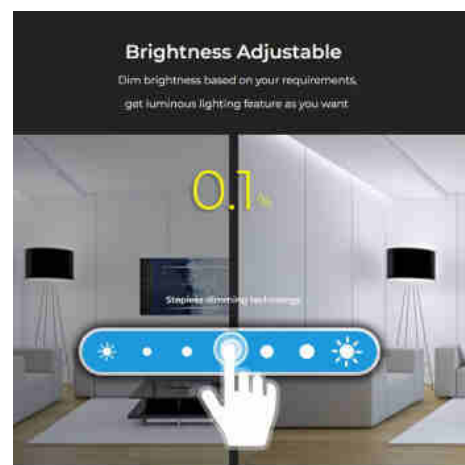 Brightness Adjustable
Dim brightness based on your requirements,
get luminous lighting feature as you want
0.1%
Stepless dimming technology